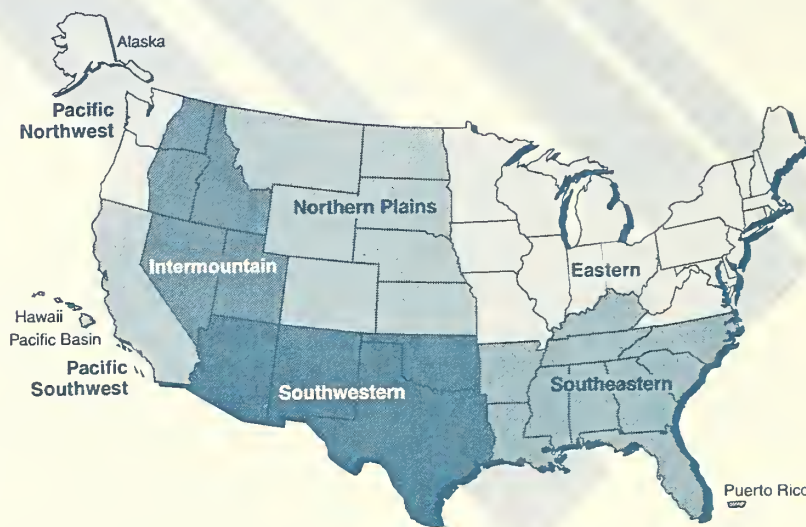 Alaska
Pacific
Northwest
Northern Plains
Intermountain
Eastern
Hawaii
Pacific Basin
Pacific
Southwest
Southwestern
Southeastern
Puerto Rico